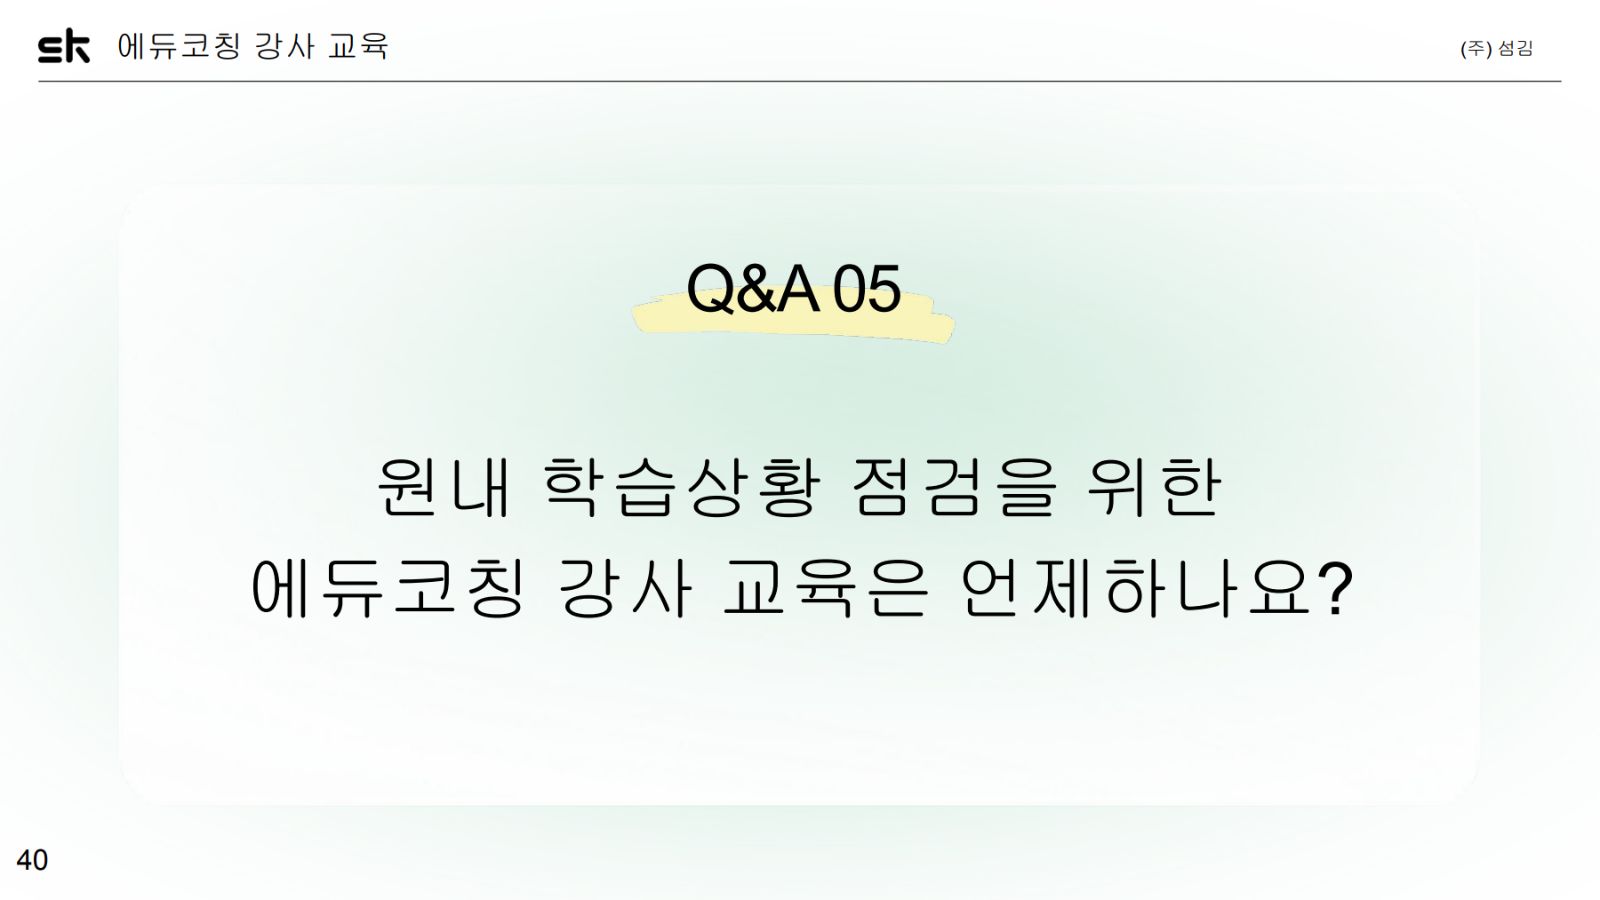 sk 에듀코칭 강사 교육
(주) 섬김
Q&A 05
원내 학습상황 점검을 위한
에듀코칭 강사 교육은 언제하나요?
40